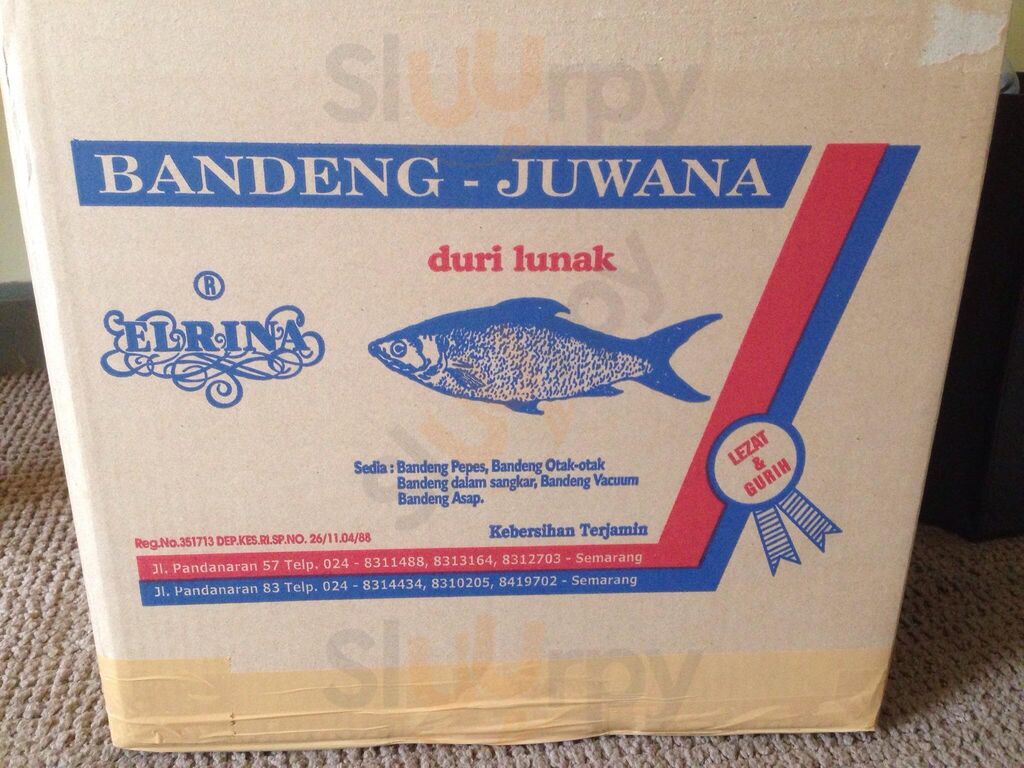 Sluurpy
BANDENG - JUWANA
duri lunak
®
ELRINA
Sluurpy
LEZAT
&
GURIH
Sedia : Bandeng Pepes, Bandeng Otak-otak
Bandeng dalam sangkar, Bandeng Vacuum
Bandeng Asap.
Kebersihan Terjamin
Reg.No.351713 DEP.KES.RI.SP.NO. 26/11.04/88
Jl. Pandanaran 57 Telp. 024 - 8311488, 8313164, 8312703 - Semarang
Jl. Pandanaran 83 Telp. 024 - 8314434, 8310205, 8419702 - Semarang
Sluurpy